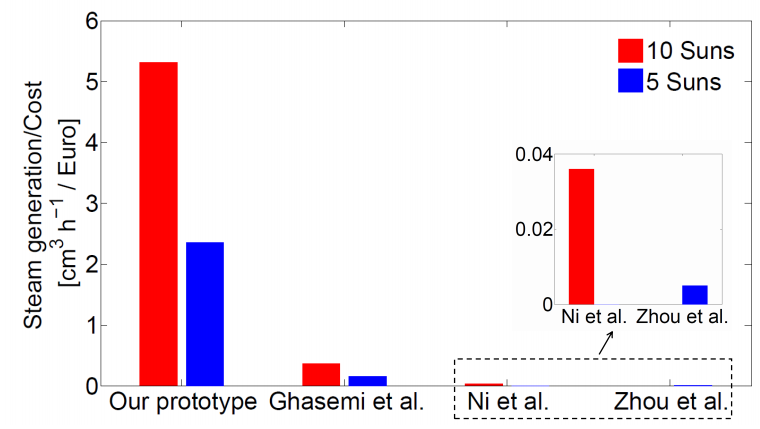 Steam generation/Cost
[cm³ h⁻¹ / Euro]
6
5
4
3
2
1
0
10 Suns
5 Suns
0.04
0.02
0
Ni et al. Zhou et al.
Our prototype Ghasemi et al. Ni et al. Zhou et al.